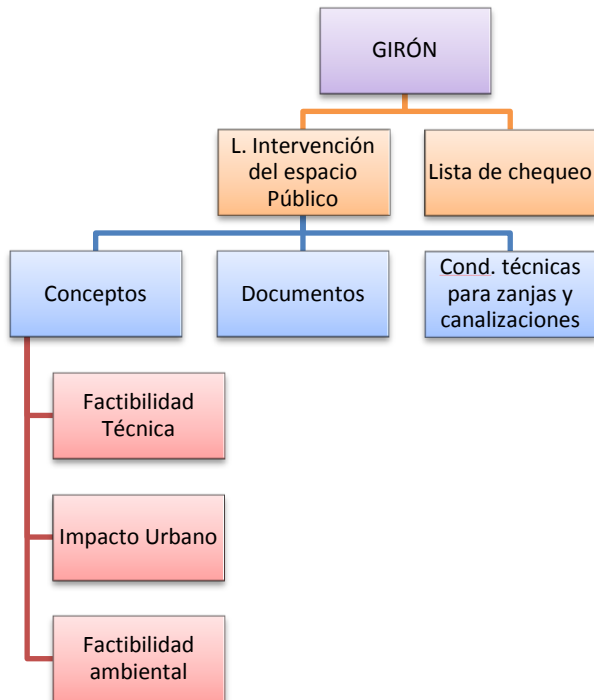 GIRÓN
L. Intervención
del espacio
Público
Lista de chequeo
Conceptos
Documentos
Cond. técnicas
para zanjas y
canalizaciones
Factibilidad
Técnica
Impacto Urbano
Factibilidad
ambiental